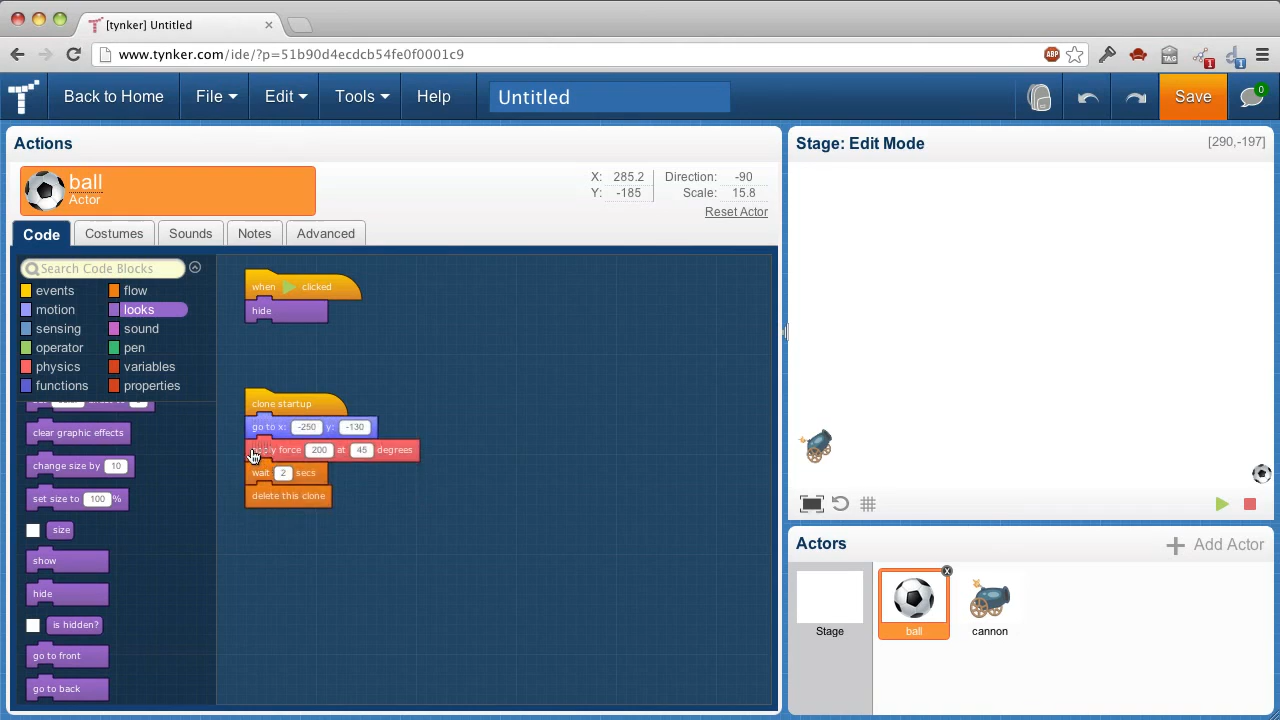 [tynker] Untitled
www.tynker.com/ide/?p=51b90d4ecdcb54fe0f0001c9
ABP
TAG
1
1
Back to Home
File
Edit
Tools
Help
Untitled
Save
0
Actions
ball
Actor
X: 285.2
Y: -185
Direction: -90
Scale: 15.8
Reset Actor
Code
Costumes
Sounds
Notes
Advanced
Search Code Blocks
events
flow
motion
looks
sensing
sound
operator
pen
physics
variables
functions
properties
clear graphic effects
change size by 10
set size to 100 %
size
show
hide
is hidden?
go to front
go to back
when clicked
hide
clone startup
go to x: -250 y: -130
apply force 200 at 45 degrees
wait 2 secs
delete this clone
Stage: Edit Mode
[290,-197]
Actors
Add Actor
Stage
ball
X
cannon